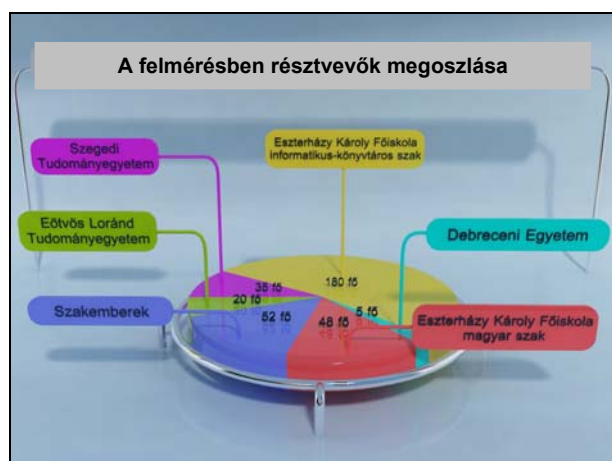 A felmérésben résztvevők megoszlása
Szegedi
Tudományegyetem
Eszterházy Károly Főiskola
informatikus-könyvtáros szak
Eötvös Loránd
Tudományegyetem
Debreceni Egyetem
Szakemberek
Eszterházy Károly Főiskola
magyar szak
35 fő
180 fő
20 fő
52 fő
48 fő
5 fő